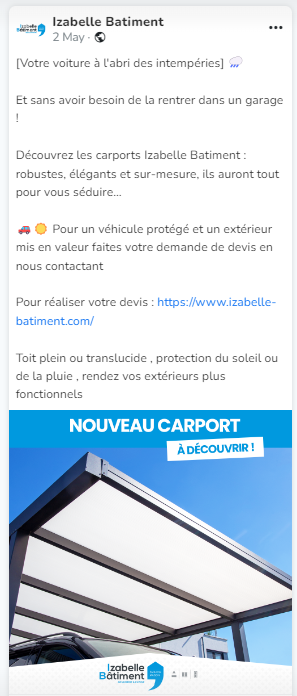 Izabelle Batiment
2 May ·
[Votre voiture à l'abri des intempéries] 🌧️
Et sans avoir besoin de la rentrer dans un garage
!
Découvrez les carports Izabelle Batiment :
robustes, élégants et sur-mesure, ils auront tout
pour vous séduire...
🚗 ☀️ Pour un véhicule protégé et un extérieur
mis en valeur faites votre demande de devis en
nous contactant
Pour réaliser votre devis : https://www.izabelle-
batiment.com/
Toit plein ou translucide , protection du soleil ou
de la pluie , rendez vos extérieurs plus
fonctionnels
NOUVEAU CARPORT
À DÉCOUVRIR !
Izabelle
Bâtiment